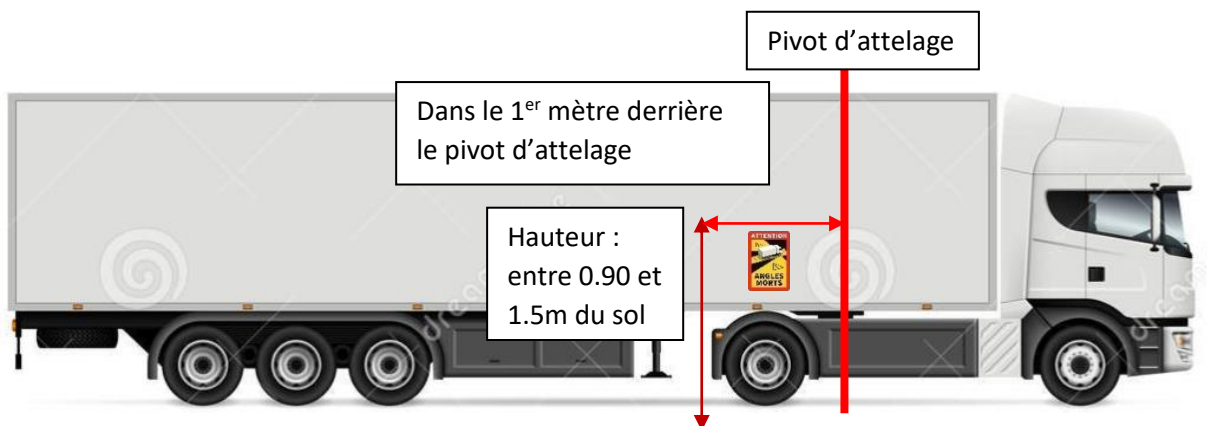 Pivot d’attelage
Dans le 1er mètre derrière
le pivot d’attelage
Hauteur :
entre 0.90 et
1.5m du sol
ATTENTION
ANGLES
MORTS